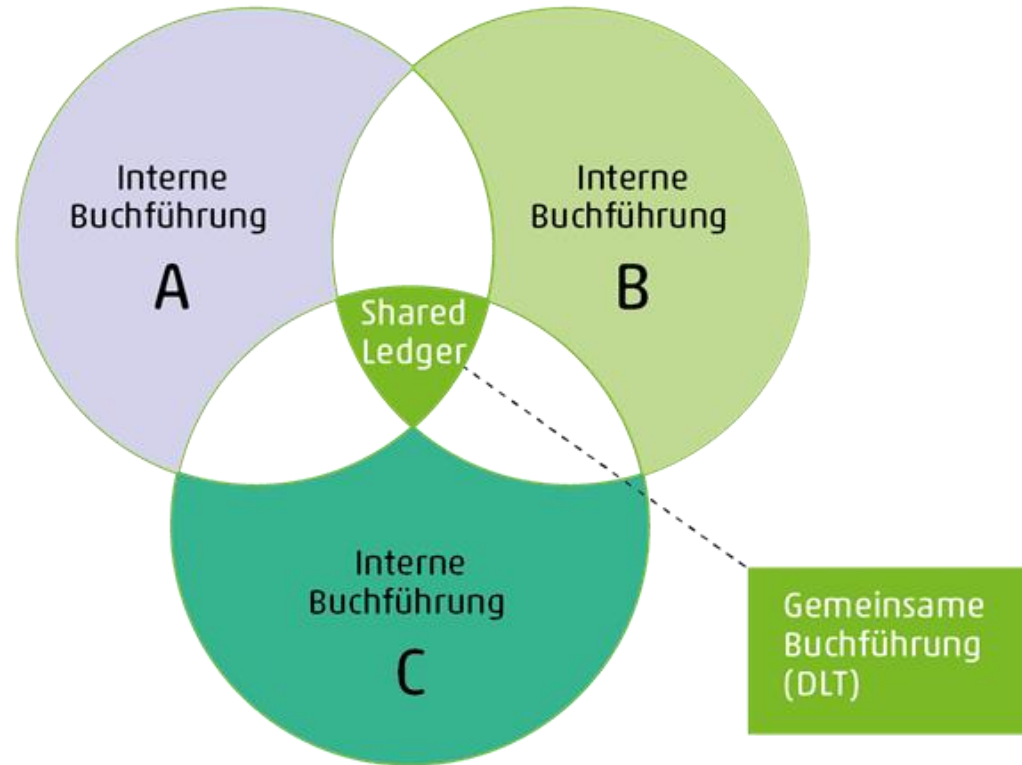 Interne
Buchführung
A
Interne
Buchführung
B
Shared
Ledger
Interne
Buchführung
C
Gemeinsame
Buchführung
(DLT)